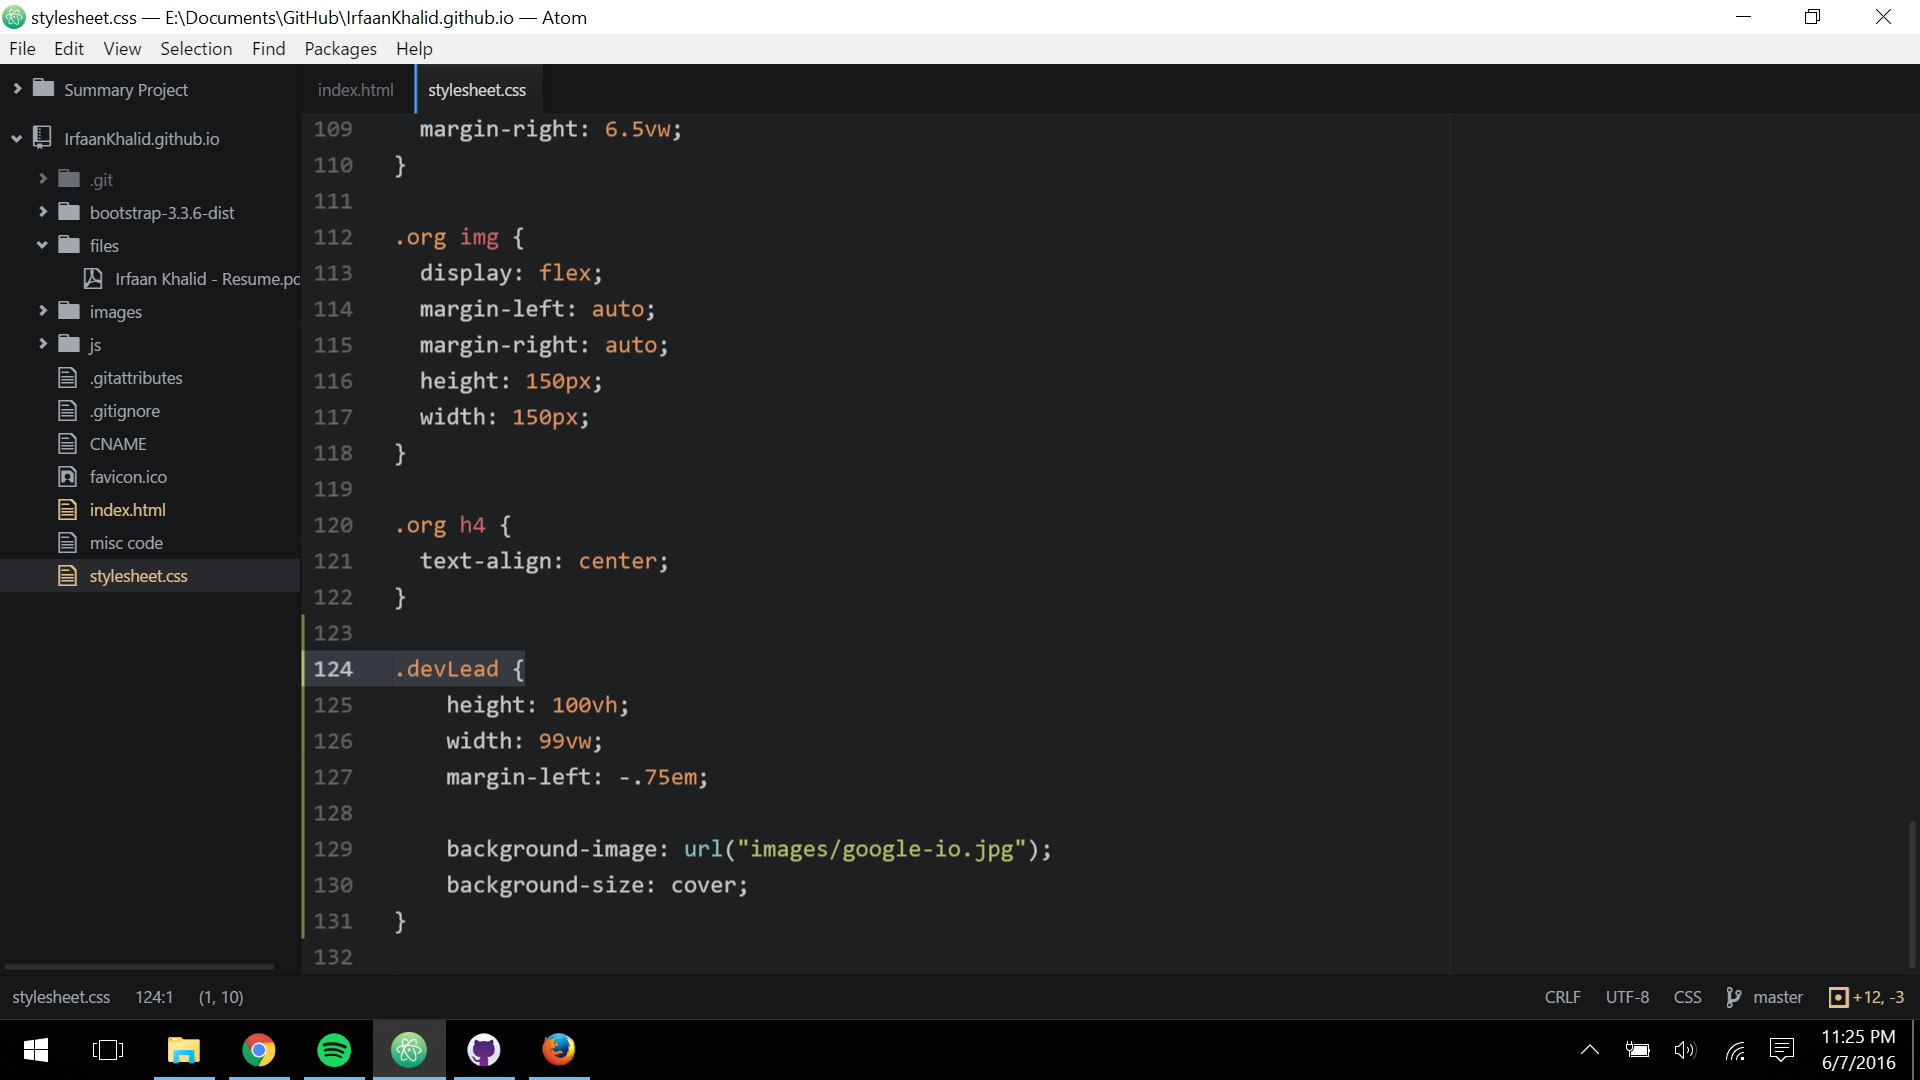 stylesheet.css — E:\Documents\GitHub\IrfaanKhalid.github.io — Atom
File Edit View Selection Find Packages Help
Summary Project
IrfaanKhalid.github.io
.git
bootstrap-3.3.6-dist
files
Irfaan Khalid - Resume.pd
images
js
.gitattributes
.gitignore
CNAME
favicon.ico
index.html
misc code
stylesheet.css
index.html stylesheet.css
109 margin-right: 6.5vw;
110 }
111
112 .org img {
113 display: flex;
114 margin-left: auto;
115 margin-right: auto;
116 height: 150px;
117 width: 150px;
118 }
119
120 .org h4 {
121 text-align: center;
122 }
123
124 .devLead {
125 height: 100vh;
126 width: 99vw;
127 margin-left: -.75em;
128
129 background-image: url("images/google-io.jpg");
130 background-size: cover;
131 }
132
stylesheet.css 124:1 (1, 10) CRLF UTF-8 CSS master +12, -3
11:25 PM
6/7/2016